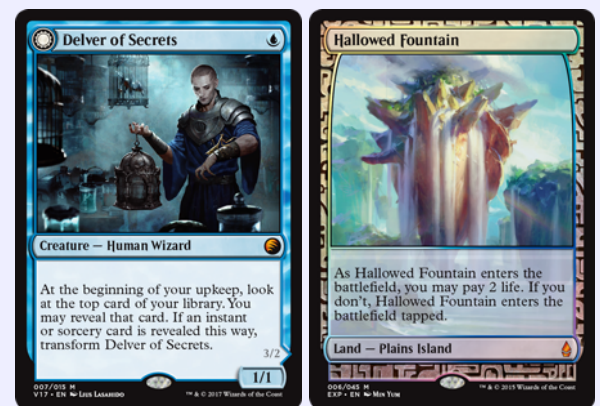 Delver of Secrets
Creature — Human Wizard
At the beginning of your upkeep, look
at the top card of your library. You
may reveal that card. If an instant
or sorcery card is revealed this way,
transform Delver of Secrets.
3/2
1/1
007/015 M
V17 • EN Lius Lasahido
™ & © 2017 Wizards of the Coast
Hallowed Fountain
As Hallowed Fountain enters the
battlefield, you may pay 2 life. If you
don't, Hallowed Fountain enters the
battlefield tapped.
Land — Plains Island
006/045 M
EXP • EN Min Yum
™ & © 2015 Wizards of the Coast